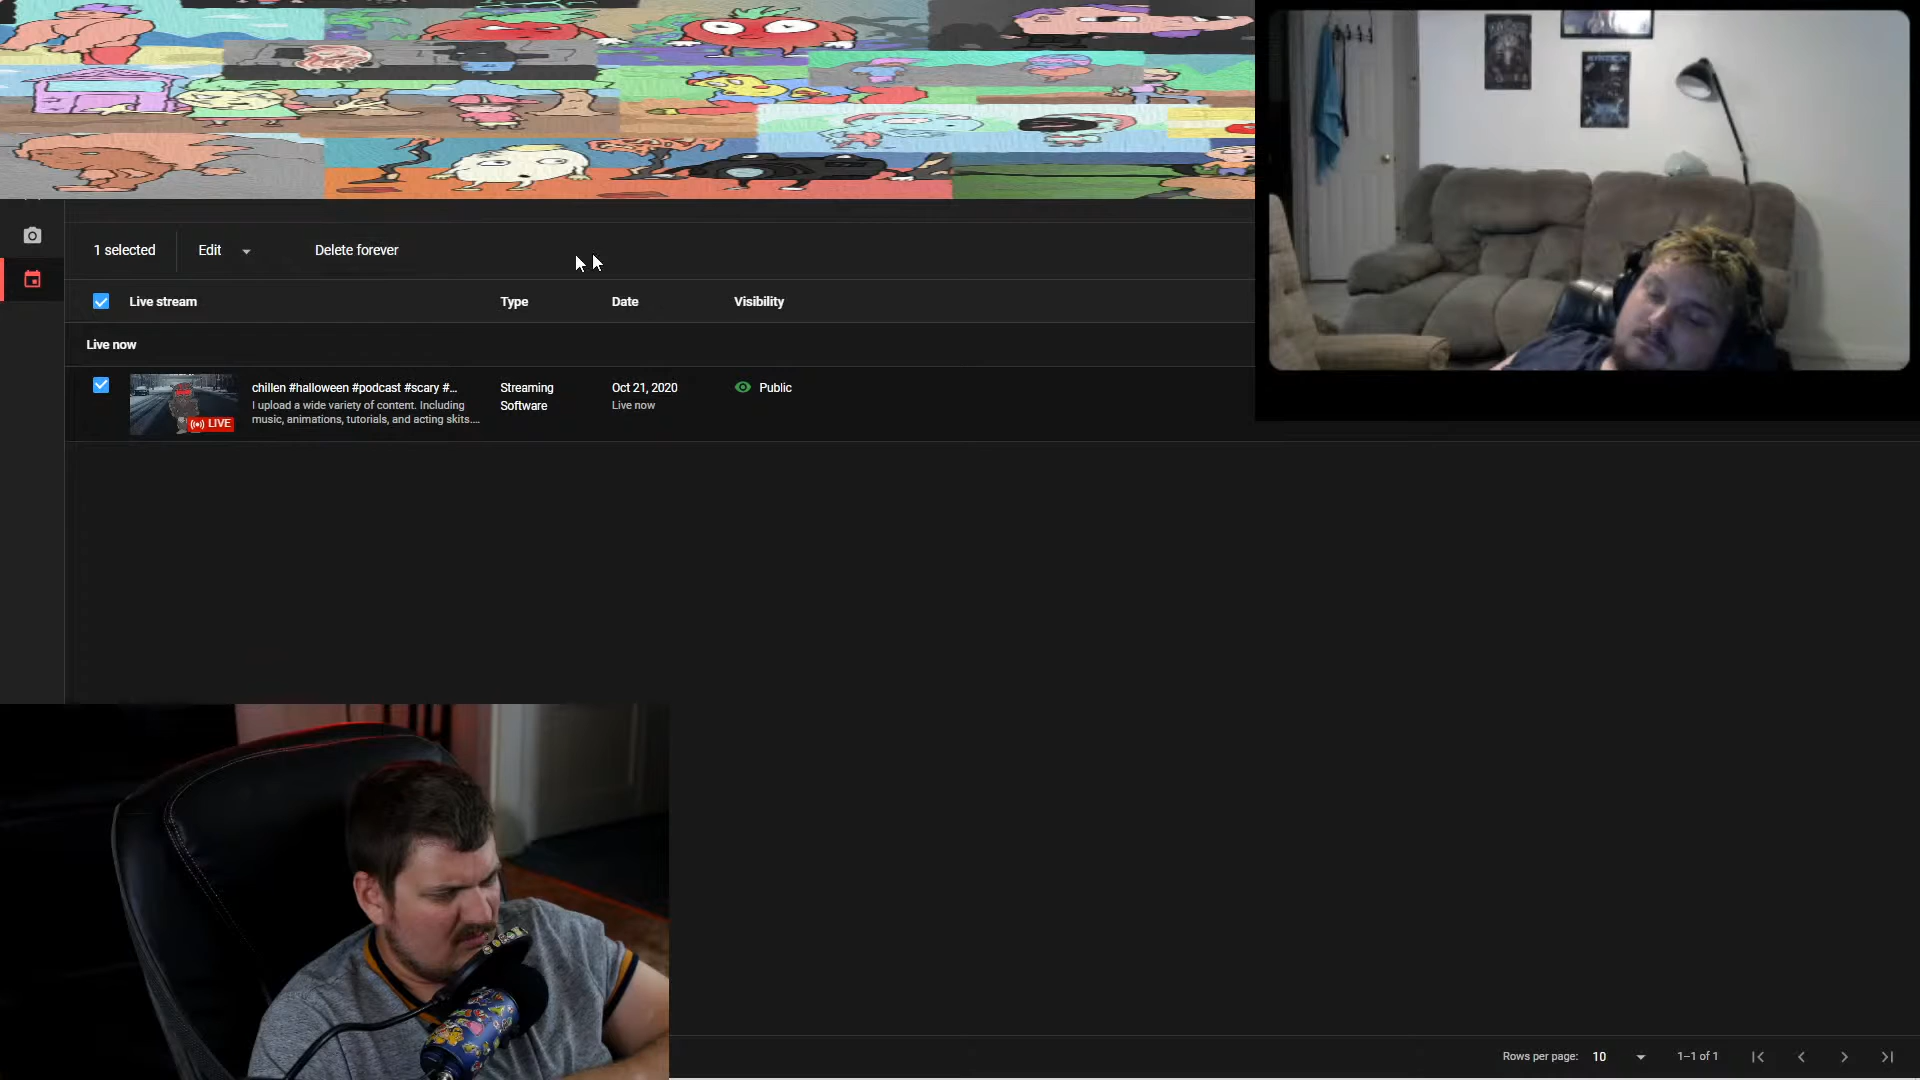 1 selected
Edit
Delete forever
Live stream
Type
Date
Visibility
Live now
chillen #halloween #podcast #scary #...
Streaming
Software
Oct 21, 2020
Public
I upload a wide variety of content. Including
music, animations, tutorials, and acting skits....
Live now
LIVE
Rows per page: 10
1–1 of 1